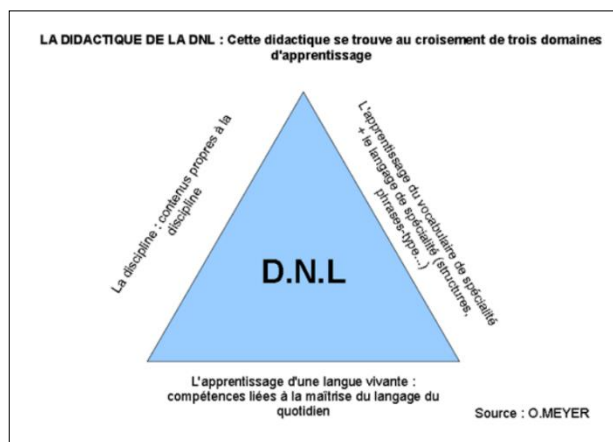 LA DIDACTIQUE DE LA DNL : Cette didactique se trouve au croisement de trois domaines
d'apprentissage
La discipline : contenus propres à la
discipline
L'apprentissage du vocabulaire de spécialité
+ le langage de spécialité (structures,
phrases-type...)
D.N.L
L'apprentissage d'une langue vivante :
compétences liées à la maîtrise du langage du
quotidien
Source : O.MEYER